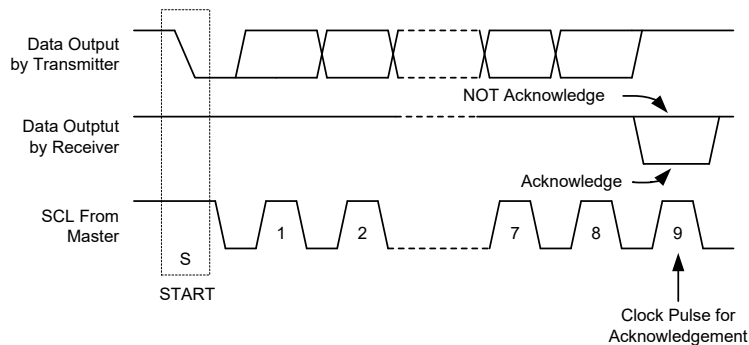 Data Output
by Transmitter
NOT Acknowledge
Data Outptut
by Receiver
Acknowledge
SCL From
Master
1
2
7
8
9
S
START
Clock Pulse for
Acknowledgement